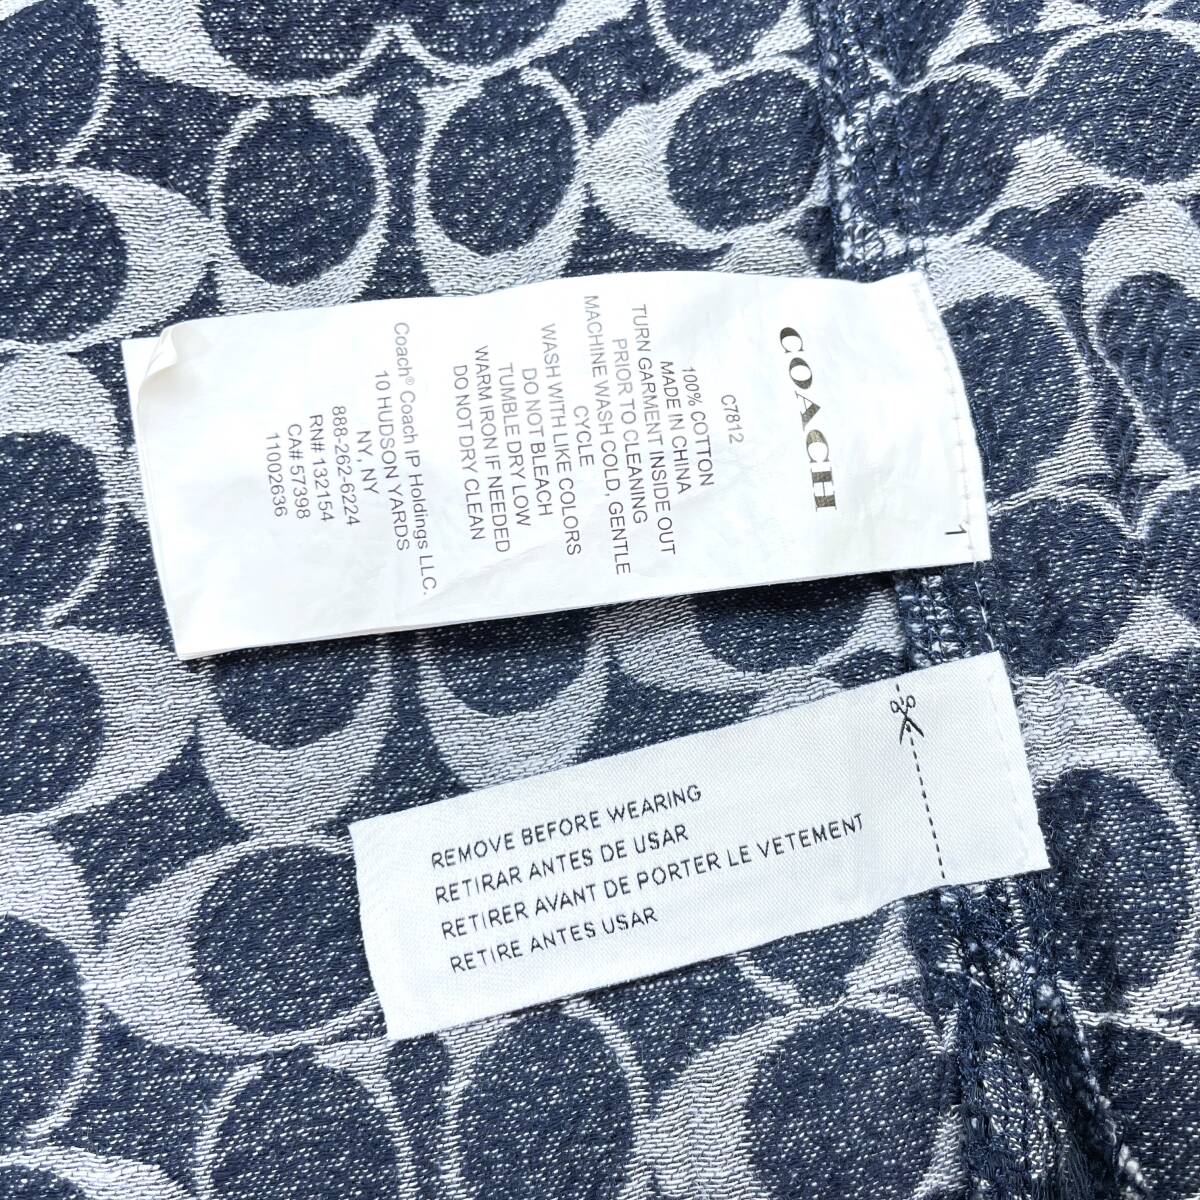 1
COACH
C7812
100% COTTON
MADE IN CHINA
TURN GARMENT INSIDE OUT
PRIOR TO CLEANING
MACHINE WASH COLD, GENTLE
CYCLE
WASH WITH LIKE COLORS
DO NOT BLEACH
TUMBLE DRY LOW
WARM IRON IF NEEDED
DO NOT DRY CLEAN
Coach® Coach IP Holdings LLC.
10 HUDSON YARDS
NY, NY
888-262-6224
RN# 132154
CA# 57398
11002636
REMOVE BEFORE WEARING
RETIRAR ANTES DE USAR
RETIRER AVANT DE PORTER LE VETEMENT
RETIRE ANTES USAR